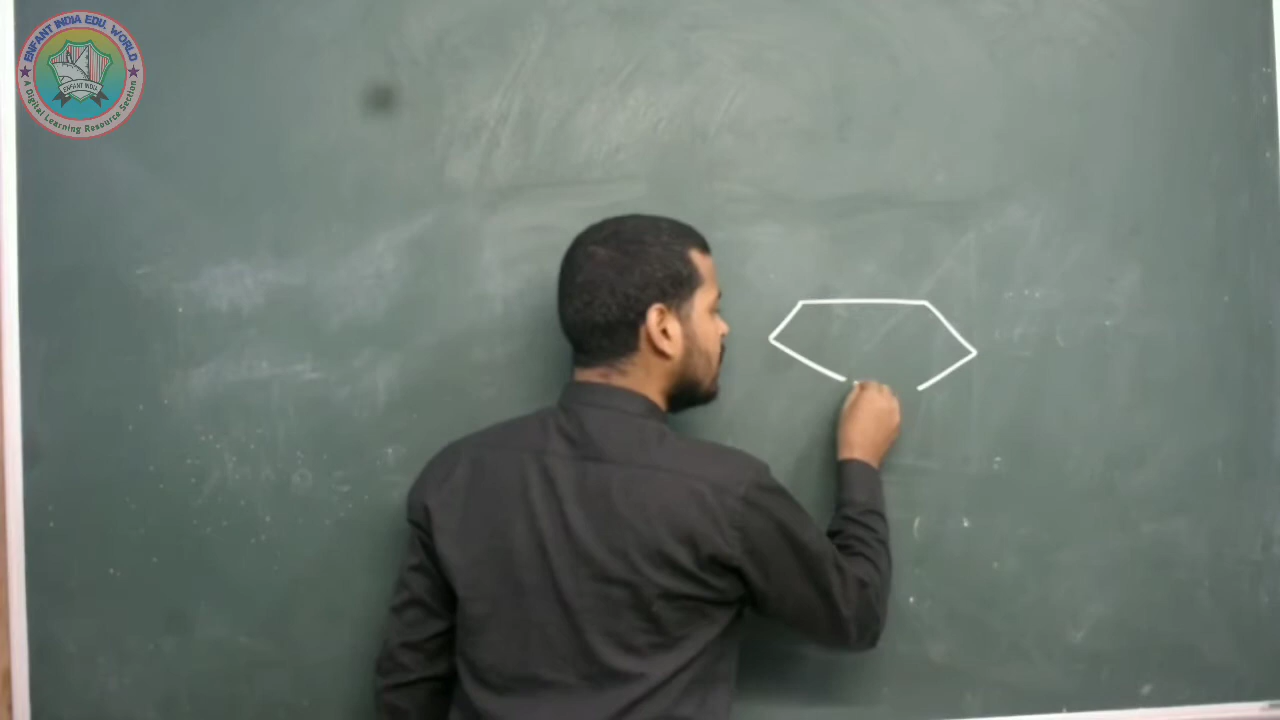 ENFANT INDIA EDU. WORLD
ENFANT INDIA
A Digital Learning Resource Section